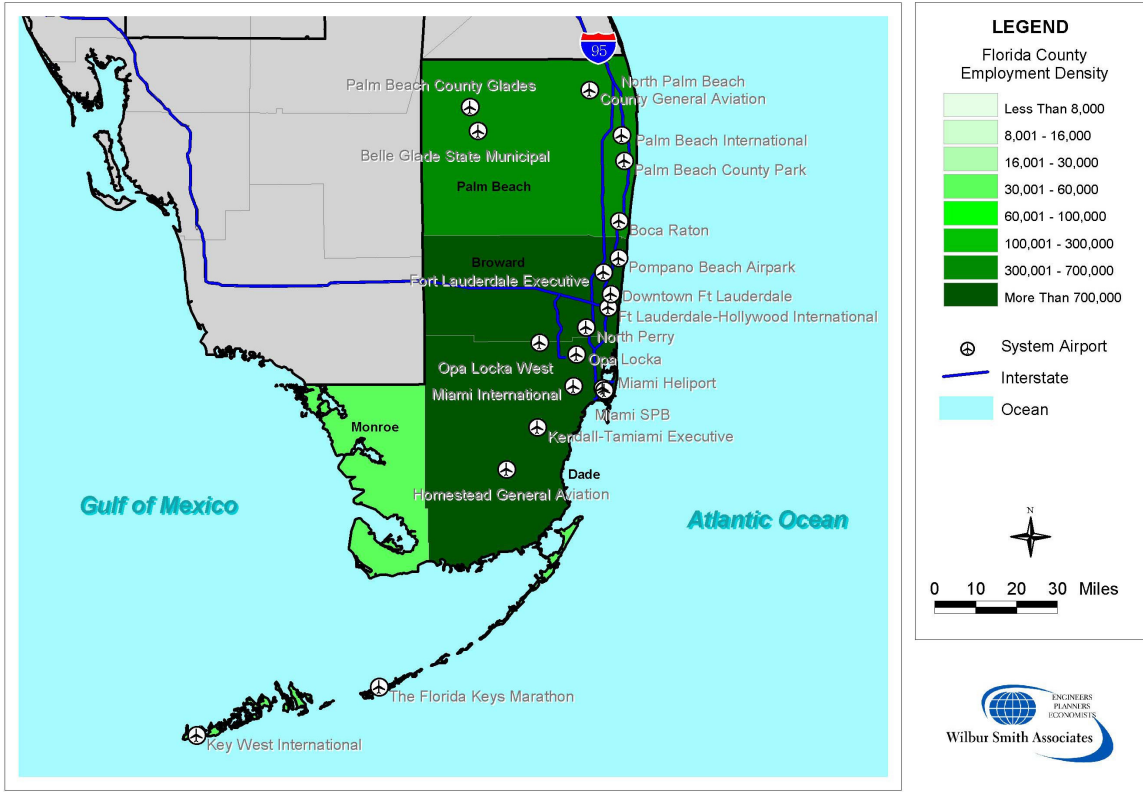 95
North Palm Beach
County General Aviation
Palm Beach County Glades
Palm Beach International
Belle Glade State Municipal
Palm Beach County Park
Palm Beach
Boca Raton
Broward
Pompano Beach Airpark
Fort Lauderdale Executive
Downtown Ft Lauderdale
Ft Lauderdale-Hollywood International
North Perry
Opa Locka
Opa Locka West
Miami Heliport
Miami International
Miami SPB
Monroe
Kendall-Tamiami Executive
Dade
Homestead General Aviation
Gulf of Mexico
Atlantic Ocean
The Florida Keys Marathon
Key West International
LEGEND
Florida County
Employment Density
Less Than 8,000
8,001 - 16,000
16,001 - 30,000
30,001 - 60,000
60,001 - 100,000
100,001 - 300,000
300,001 - 700,000
More Than 700,000
System Airport
Interstate
Ocean
N
0 10 20 30 Miles
ENGINEERS
PLANNERS
ECONOMISTS
Wilbur Smith Associates